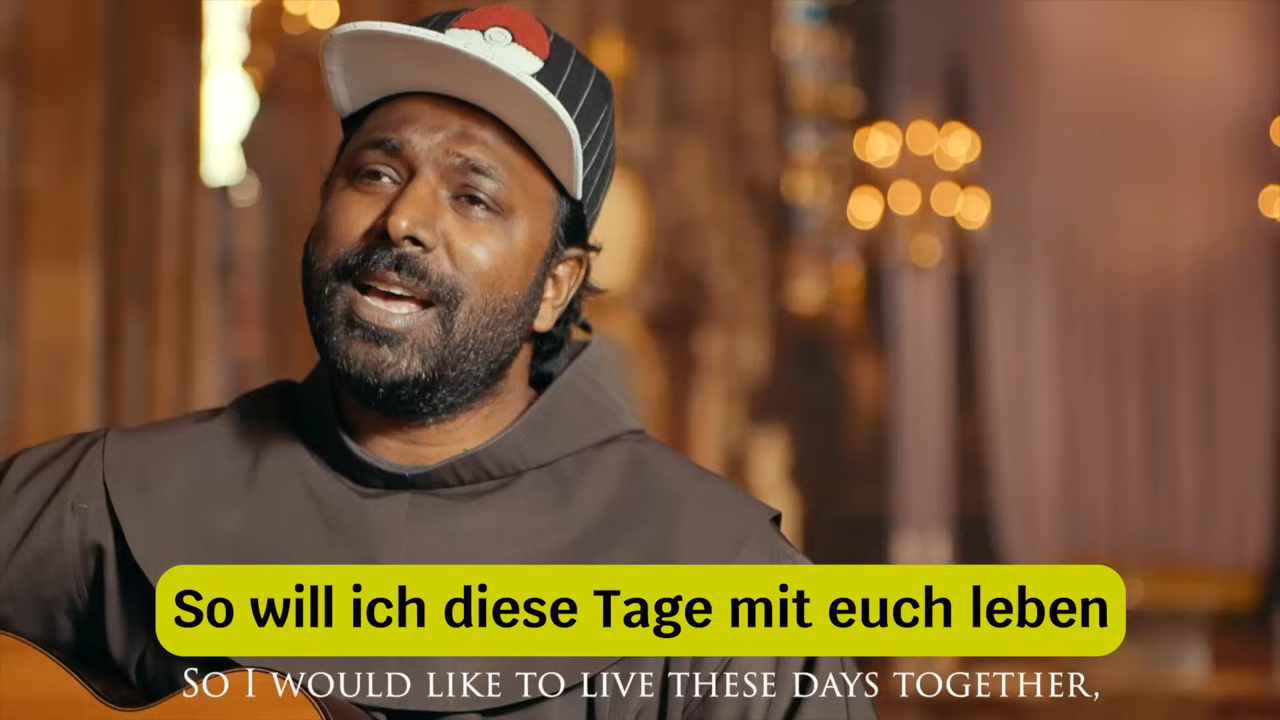 So will ich diese Tage mit euch leben
So I would like to live these days together,